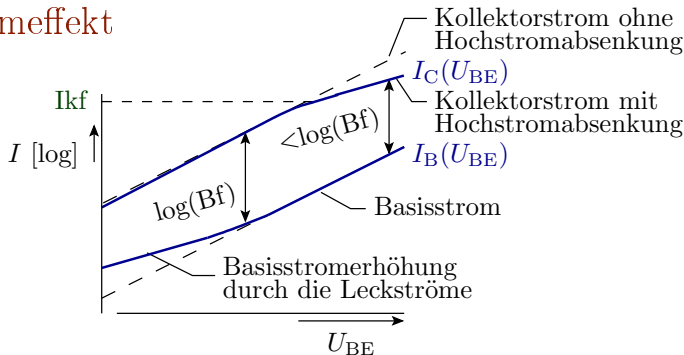 meffekt
Kollektorstrom ohne
Hochstromabsenkung
I_C(U_BE)
Ikf
Kollektorstrom mit
Hochstromabsenkung
<log(Bf)
I [log]
I_B(U_BE)
log(Bf)
Basisstrom
Basisstromerhöhung
durch die Leckströme
U_BE